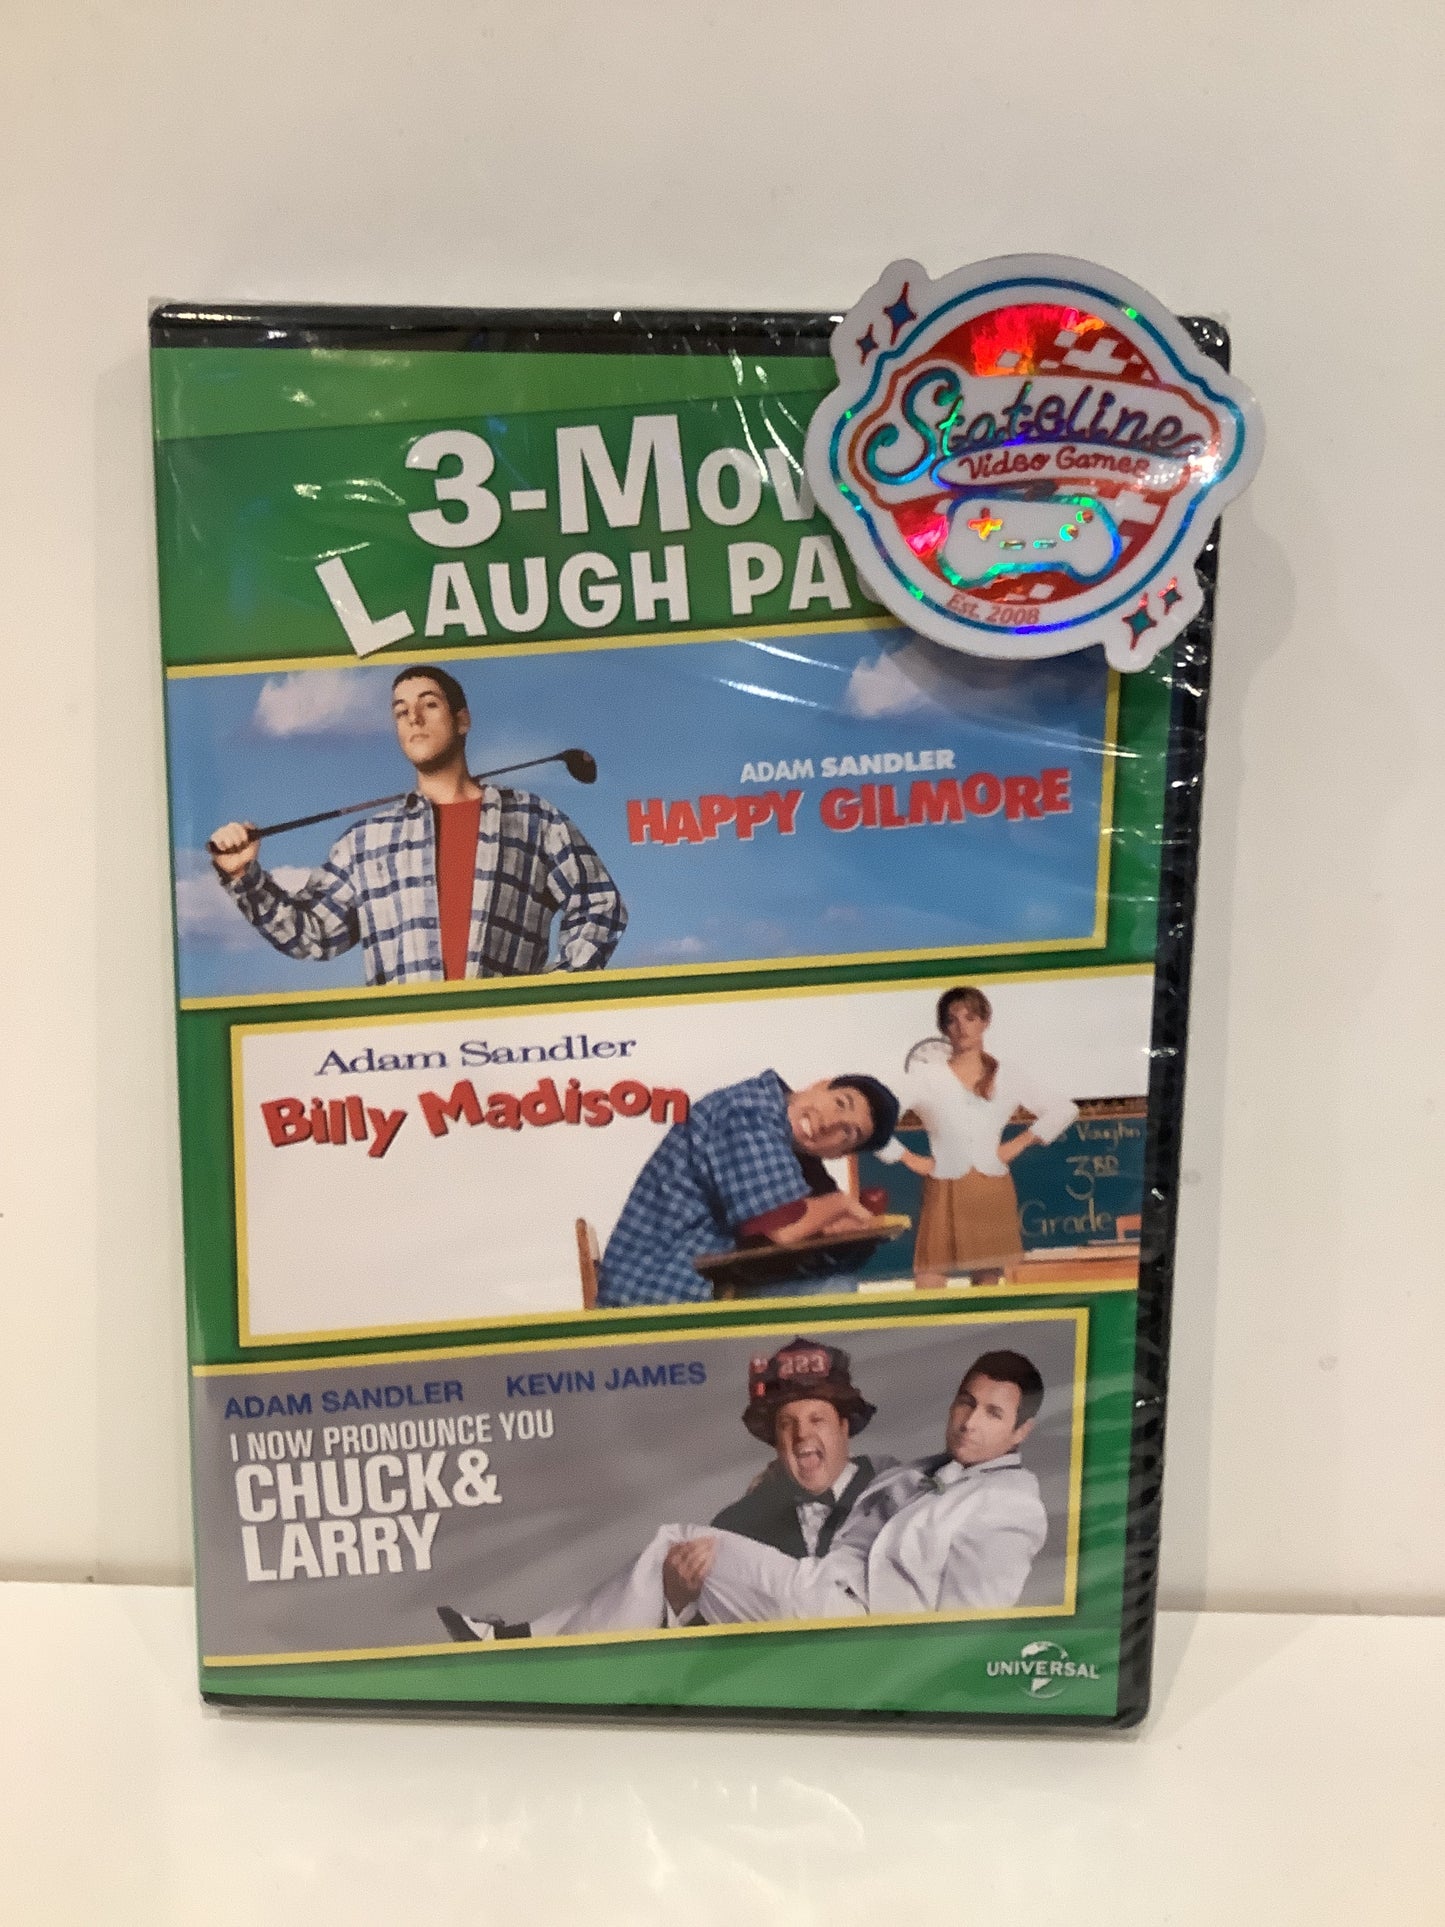 3-Mov
LAUGH PA
Stateline
Video Games
Est. 2008
ADAM SANDLER
HAPPY GILMORE
Adam Sandler
Billy Madison
Vaughn
3RD
Grade
ADAM SANDLER KEVIN JAMES
223
I NOW PRONOUNCE YOU
CHUCK &
LARRY
UNIVERSAL